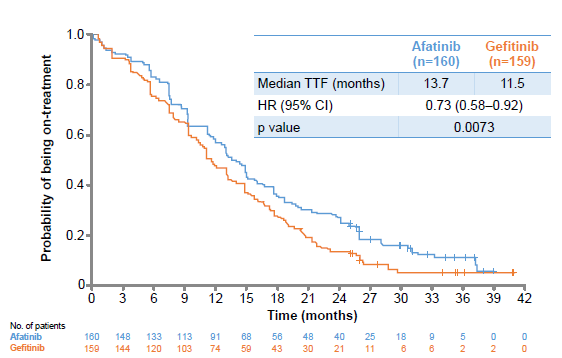 Afatinib Gefitinib
(n=160) (n=159)
Median TTF (months) 13.7 11.5
HR (95% CI) 0.73 (0.58–0.92)
p value 0.0073
Probability of being on-treatment
1.0
0.8
0.6
0.4
0.2
0
0 3 6 9 12 15 18 21 24 27 30 33 36 39 42
Time (months)
No. of patients
Afatinib 160 148 133 113 91 68 56 48 40 25 18 9 5 0 0
Gefitinib 159 144 120 103 74 59 43 30 21 11 6 6 2 2 0